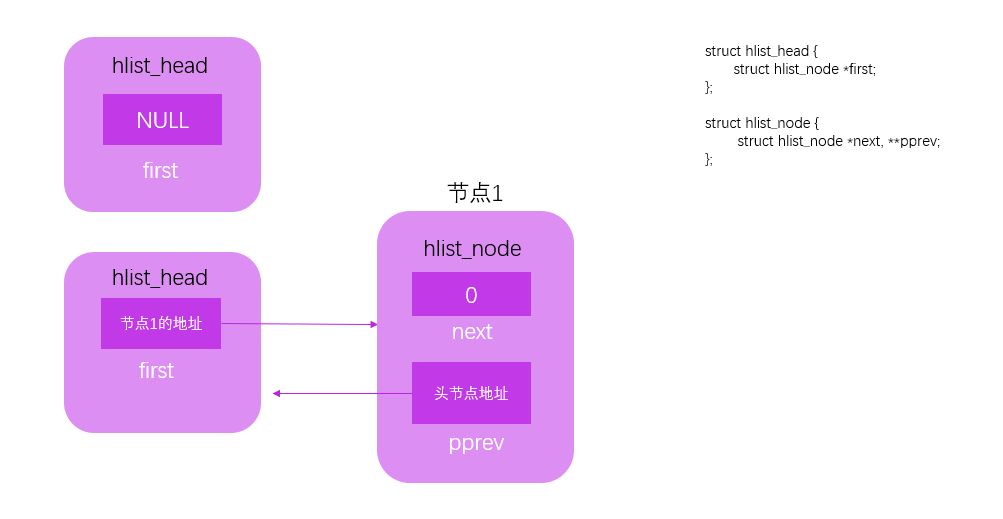 hlist_head
NULL
first
struct hlist_head {
struct hlist_node *first;
};
struct hlist_node {
struct hlist_node *next, **pprev;
};
hlist_head
节点1的地址
first
节点1
hlist_node
0
next
头节点地址
pprev